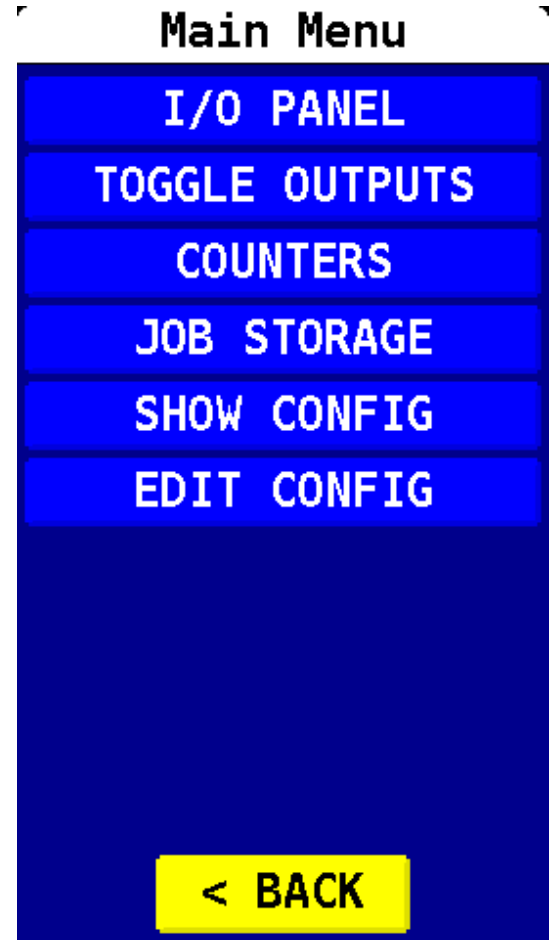 Main Menu
I/O PANEL
TOGGLE OUTPUTS
COUNTERS
JOB STORAGE
SHOW CONFIG
EDIT CONFIG
< BACK